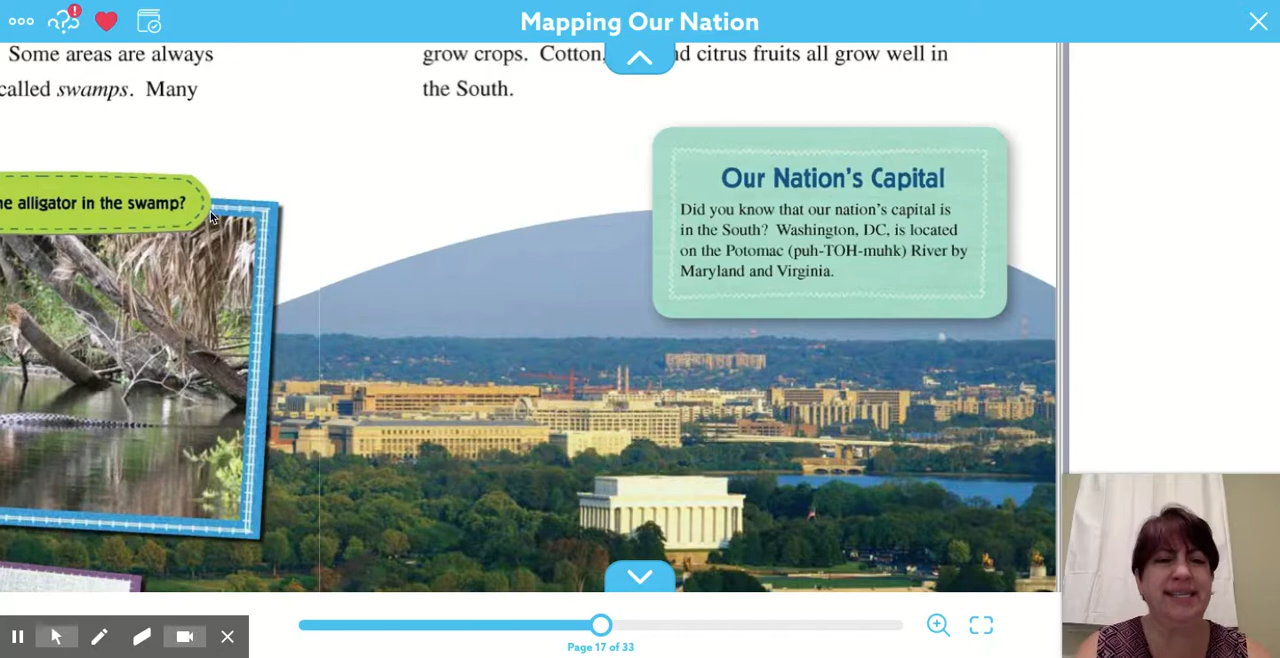 Mapping Our Nation
Some areas are always
called swamps. Many
grow crops. Cotton, and citrus fruits all grow well in
the South.
alligator in the swamp?
Our Nation's Capital
Did you know that our nation's capital is
in the South? Washington, DC, is located
on the Potomac (puh-TOH-muhk) River by
Maryland and Virginia.
Page 17 of 33